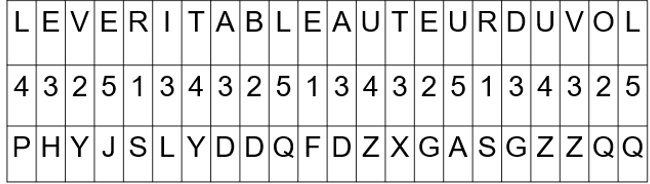 L E V E R I T A B L E A U T E U R D U V O L
4 3 2 5 1 3 4 3 2 5 1 3 4 3 2 5 1 3 4 3 2 5
P H Y J S L Y D D Q F D Z X G A S G Z Z Q Q